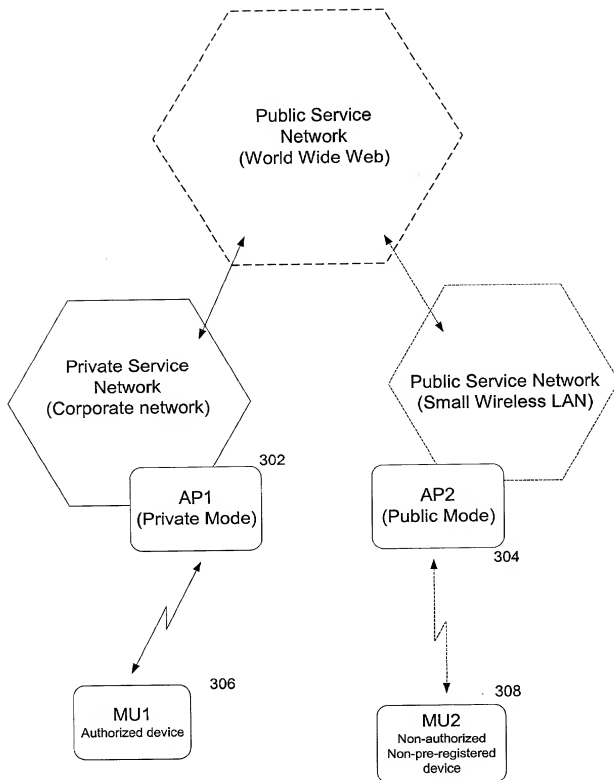 Public Service
Network
(World Wide Web)
Private Service
Network
(Corporate network)
Public Service Network
(Small Wireless LAN)
302
AP1
(Private Mode)
AP2
(Public Mode)
304
306
MU1
Authorized device
308
MU2
Non-authorized
Non-pre-registered
device